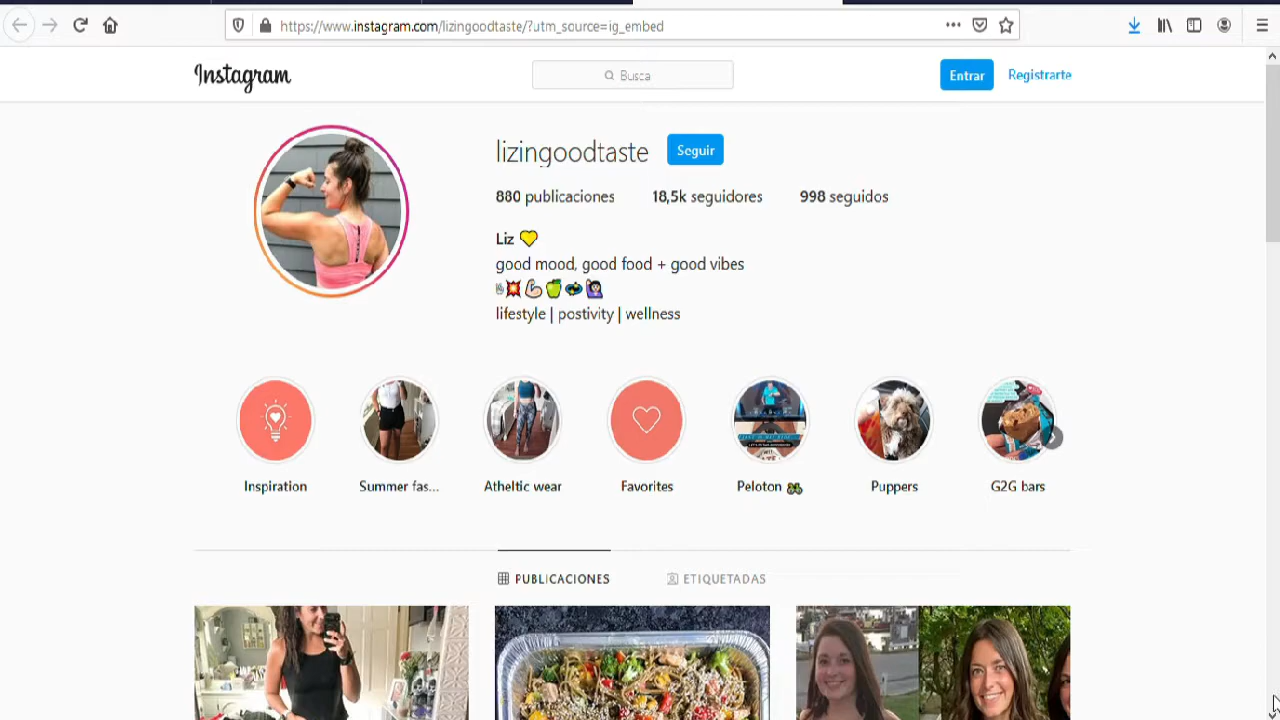 https://www.instagram.com/lizingoodtaste/?utm_source=ig_embed
Instagram
Busca
Entrar
Registrarte
lizingoodtaste
Seguir
880 publicaciones
18,5k seguidores
998 seguidos
Liz 💛
good mood, good food + good vibes
lifestyle | postivity | wellness
Inspiration
Summer fas...
Atheltic wear
Favorites
Peloton
Puppers
G2G bars
PUBLICACIONES
ETIQUETADAS